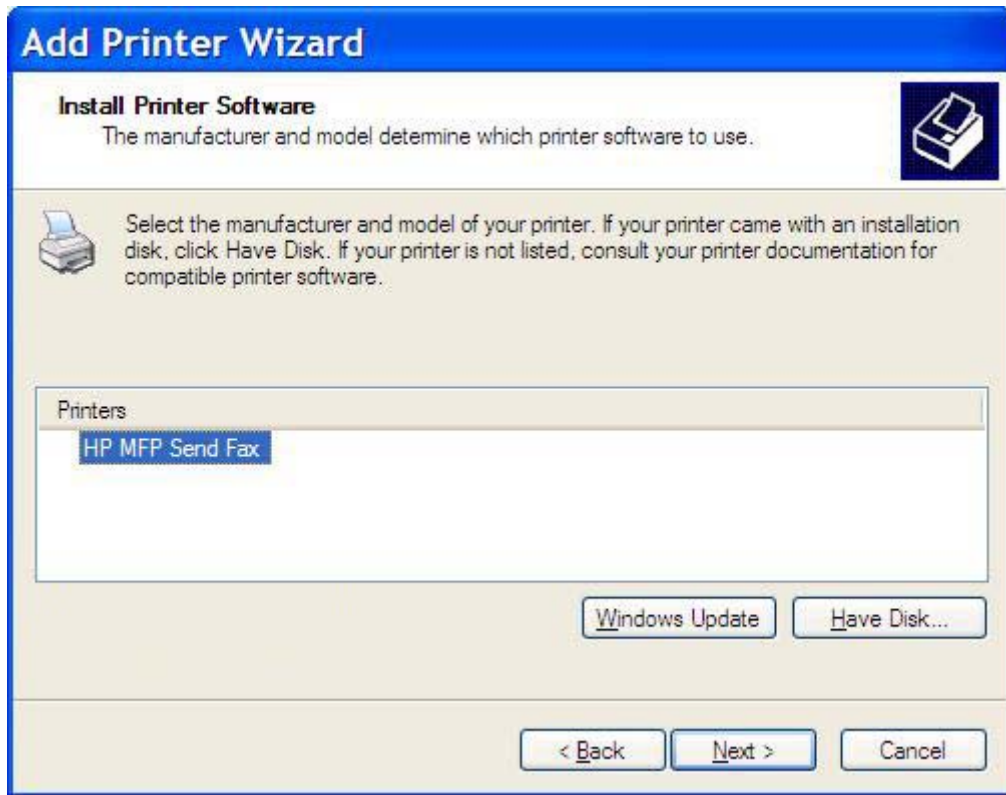 Add Printer Wizard
Install Printer Software
The manufacturer and model determine which printer software to use.
Select the manufacturer and model of your printer. If your printer came with an installation
disk, click Have Disk. If your printer is not listed, consult your printer documentation for
compatible printer software.
Printers
HP MFP Send Fax
Windows Update
Have Disk...
< Back
Next >
Cancel